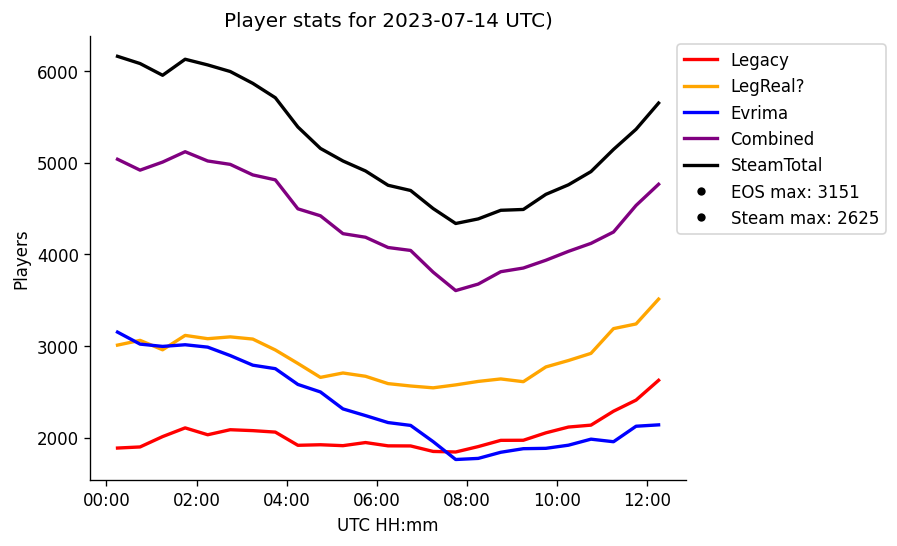 Player stats for 2023-07-14 UTC)
Legacy
LegReal?
Evrima
Combined
SteamTotal
EOS max: 3151
Steam max: 2625
Players
6000
5000
4000
3000
2000
00:00 02:00 04:00 06:00 08:00 10:00 12:00
UTC HH:mm